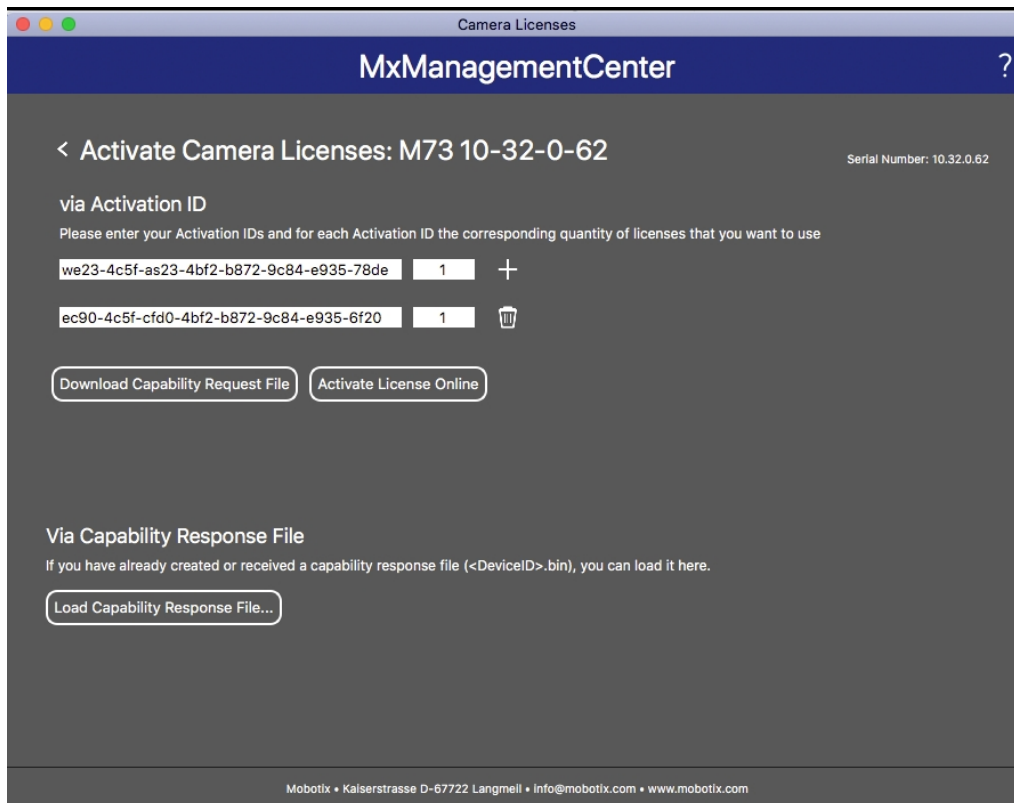 Camera Licenses
MxManagementCenter
?
< Activate Camera Licenses: M73 10-32-0-62
Serial Number: 10.32.0.62
via Activation ID
Please enter your Activation IDs and for each Activation ID the corresponding quantity of licenses that you want to use
we23-4c5f-as23-4bf2-b872-9c84-e935-78de 1 +
ec90-4c5f-cfd0-4bf2-b872-9c84-e935-6f20 1
Download Capability Request File Activate License Online
Via Capability Response File
If you have already created or received a capability response file (<DeviceID>.bin), you can load it here.
Load Capability Response File...
Mobotix • Kaiserstrasse D-67722 Langmeil • info@mobotix.com • www.mobotix.com